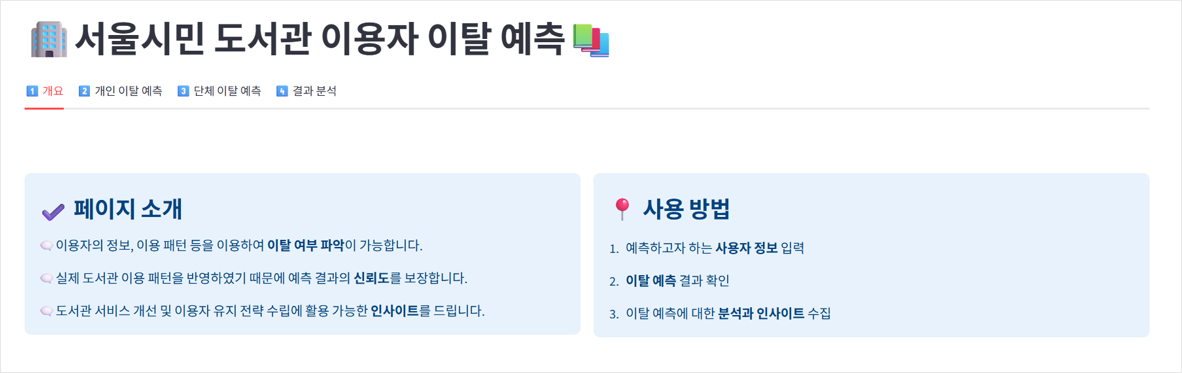 🏢 서울시민 도서관 이용자 이탈 예측 📚
1️⃣ 개요 2️⃣ 개인 이탈 예측 3️⃣ 단체 이탈 예측 4️⃣ 결과 분석
✔️ 페이지 소개
🗨️ 이용자의 정보, 이용 패턴 등을 이용하여 이탈 여부 파악이 가능합니다.
🗨️ 실제 도서관 이용 패턴을 반영하였기 때문에 예측 결과의 신뢰도를 보장합니다.
🗨️ 도서관 서비스 개선 및 이용자 유지 전략 수립에 활용 가능한 인사이트를 드립니다.
📍 사용 방법
1. 예측하고자 하는 사용자 정보 입력
2. 이탈 예측 결과 확인
3. 이탈 예측에 대한 분석과 인사이트 수집